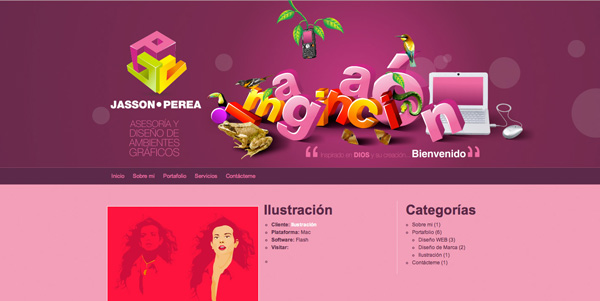 JASSON•PEREA
ASESORÍA Y
DISEÑO DE
AMBIENTES
GRÁFICOS
imaginación
“ Inspirado en DIOS y su creación. Bienvenido ”
Inicio Sobre mi Portafolio Servicios Contácteme
Ilustración
Cliente: Ilustración
Plataforma: Mac
Software: Flash
Visitar:
Categorías
Sobre mi (1)
Portafolio (6)
Diseño WEB (3)
Diseño de Marca (2)
Ilustración (1)
Contácteme (1)